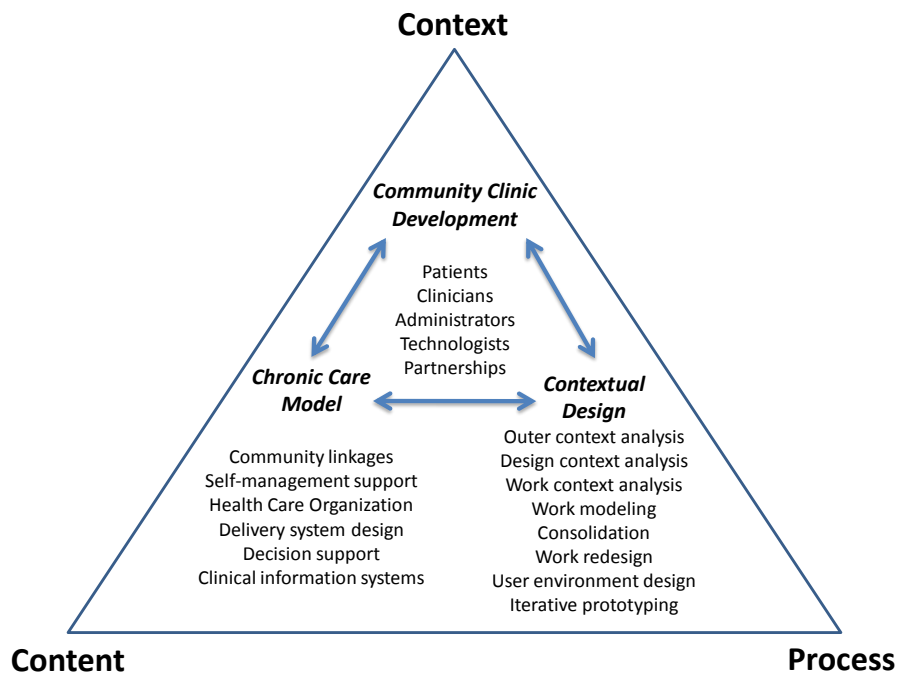 Context
Community Clinic
Development
Patients
Clinicians
Administrators
Technologists
Partnerships
Chronic Care
Model
Community linkages
Self-management support
Health Care Organization
Delivery system design
Decision support
Clinical information systems
Contextual
Design
Outer context analysis
Design context analysis
Work context analysis
Work modeling
Consolidation
Work redesign
User environment design
Iterative prototyping
Content
Process